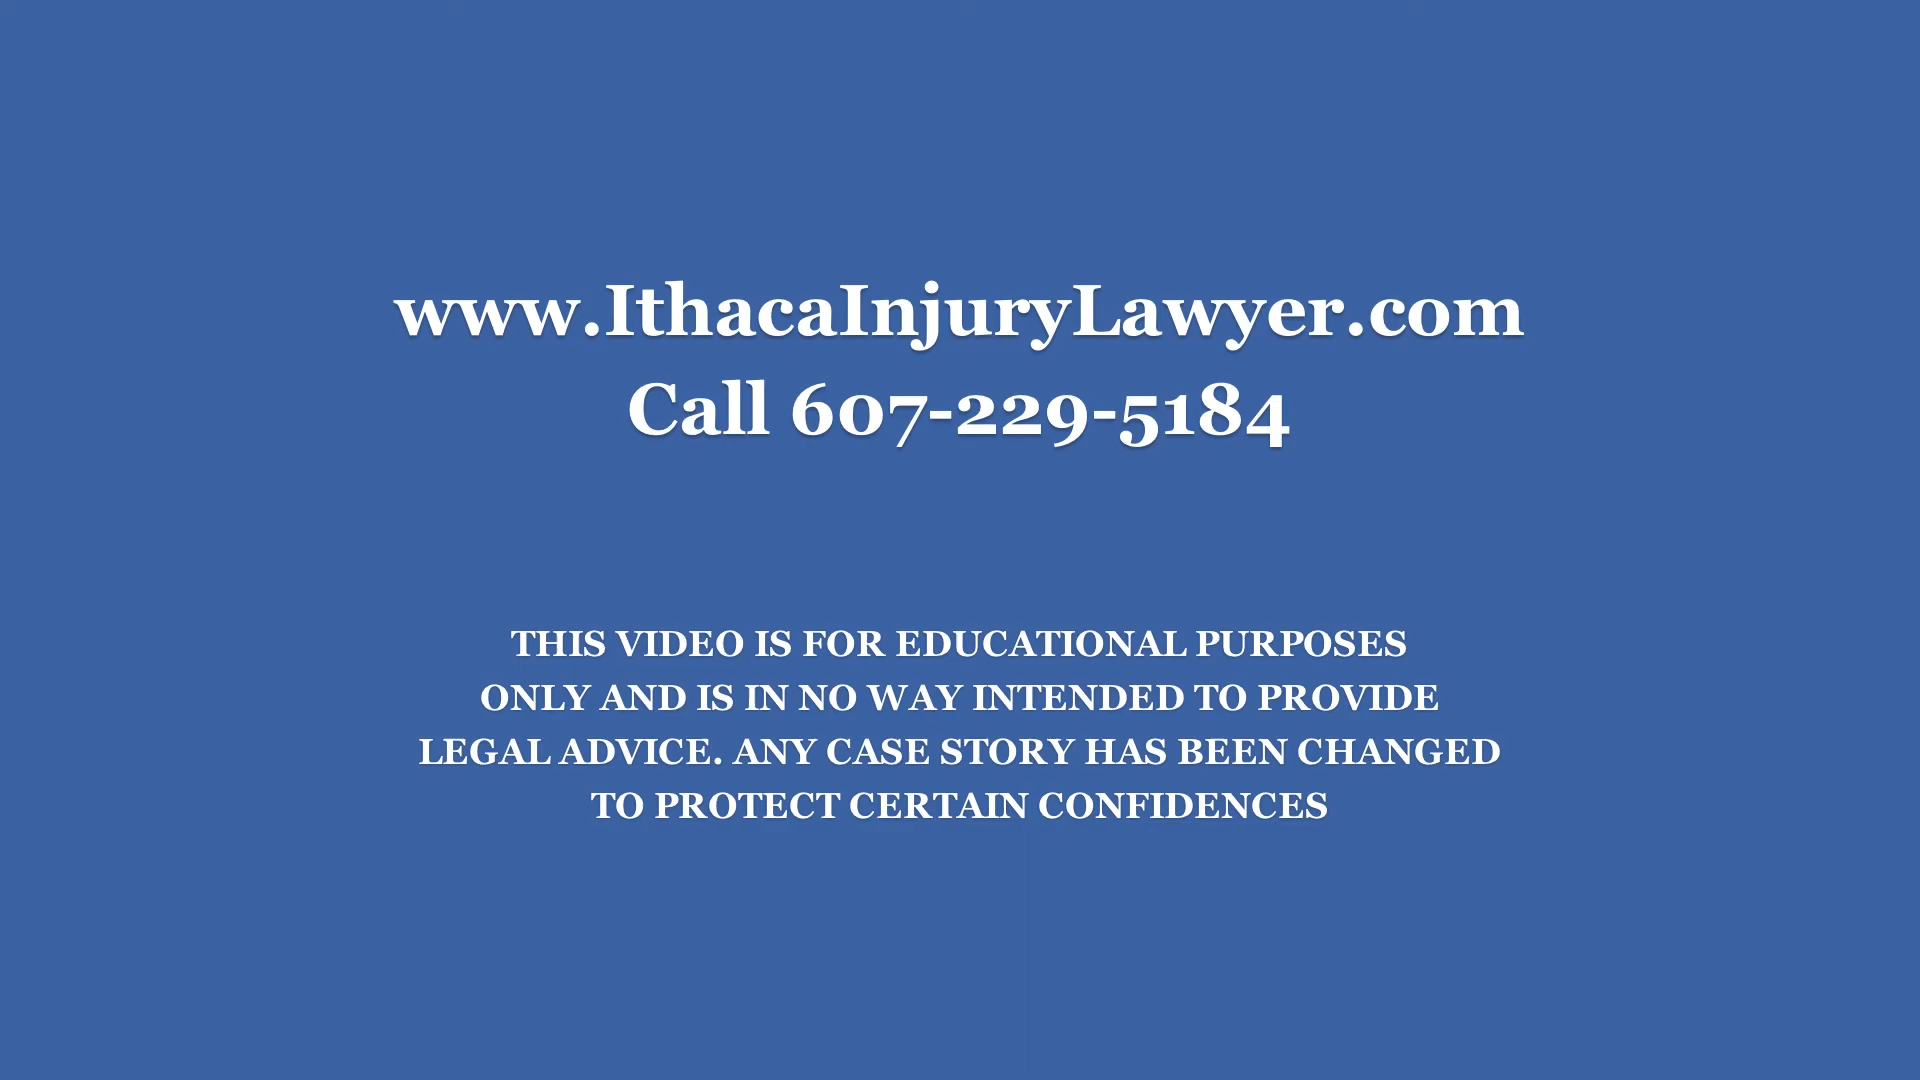 www.IthacaInjuryLawyer.com
Call 607-229-5184
THIS VIDEO IS FOR EDUCATIONAL PURPOSES
ONLY AND IS IN NO WAY INTENDED TO PROVIDE
LEGAL ADVICE. ANY CASE STORY HAS BEEN CHANGED
TO PROTECT CERTAIN CONFIDENCES